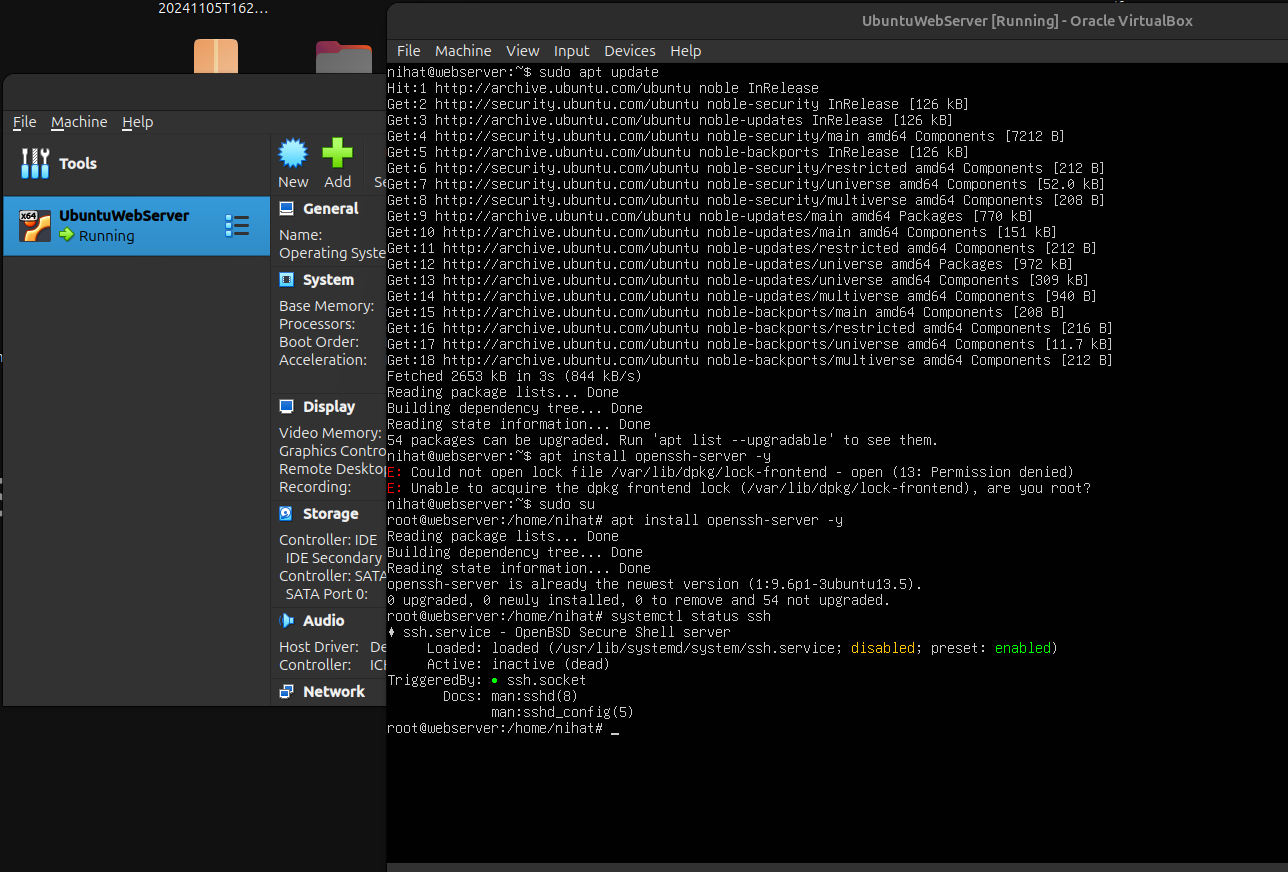 20241105T162...
File Machine Help
Tools
New Add
UbuntuWebServer
Running
General
Name:
Operating Syste
System
Base Memory:
Processors:
Boot Order:
Acceleration:
Display
Video Memory:
Graphics Contro
Remote Desktop
Recording:
Storage
Controller: IDE
IDE Secondary
Controller: SATA
SATA Port 0:
Audio
Host Driver: De
Controller: ICH
Network
UbuntuWebServer [Running] - Oracle VirtualBox
File Machine View Input Devices Help
nihat@webserver:~$ sudo apt update
Hit:1 http://archive.ubuntu.com/ubuntu noble InRelease
Get:2 http://security.ubuntu.com/ubuntu noble-security InRelease [126 kB]
Get:3 http://archive.ubuntu.com/ubuntu noble-updates InRelease [126 kB]
Get:4 http://security.ubuntu.com/ubuntu noble-security/main amd64 Components [7212 B]
Get:5 http://archive.ubuntu.com/ubuntu noble-backports InRelease [126 kB]
Get:6 http://security.ubuntu.com/ubuntu noble-security/restricted amd64 Components [212 B]
Get:7 http://security.ubuntu.com/ubuntu noble-security/universe amd64 Components [52.0 kB]
Get:8 http://security.ubuntu.com/ubuntu noble-security/multiverse amd64 Components [208 B]
Get:9 http://archive.ubuntu.com/ubuntu noble-updates/main amd64 Packages [770 kB]
Get:10 http://archive.ubuntu.com/ubuntu noble-updates/main amd64 Components [151 kB]
Get:11 http://archive.ubuntu.com/ubuntu noble-updates/restricted amd64 Components [212 B]
Get:12 http://archive.ubuntu.com/ubuntu noble-updates/universe amd64 Packages [972 kB]
Get:13 http://archive.ubuntu.com/ubuntu noble-updates/universe amd64 Components [309 kB]
Get:14 http://archive.ubuntu.com/ubuntu noble-updates/multiverse amd64 Components [940 B]
Get:15 http://archive.ubuntu.com/ubuntu noble-backports/main amd64 Components [208 B]
Get:16 http://archive.ubuntu.com/ubuntu noble-backports/restricted amd64 Components [216 B]
Get:17 http://archive.ubuntu.com/ubuntu noble-backports/universe amd64 Components [11.7 kB]
Get:18 http://archive.ubuntu.com/ubuntu noble-backports/multiverse amd64 Components [212 B]
Fetched 2653 kB in 3s (844 kB/s)
Reading package lists... Done
Building dependency tree... Done
Reading state information... Done
54 packages can be upgraded. Run 'apt list --upgradable' to see them.
nihat@webserver:~$ apt install openssh-server -y
E: Could not open lock file /var/lib/dpkg/lock-frontend - open (13: Permission denied)
E: Unable to acquire the dpkg frontend lock (/var/lib/dpkg/lock-frontend), are you root?
nihat@webserver:~$ sudo su
root@webserver:/home/nihat# apt install openssh-server -y
Reading package lists... Done
Building dependency tree... Done
Reading state information... Done
openssh-server is already the newest version (1:9.6p1-3ubuntu13.5).
0 upgraded, 0 newly installed, 0 to remove and 54 not upgraded.
root@webserver:/home/nihat# systemctl status ssh
♦ ssh.service - OpenBSD Secure Shell server
Loaded: loaded (/usr/lib/systemd/system/ssh.service; disabled; preset: enabled)
Active: inactive (dead)
TriggeredBy: • ssh.socket
Docs: man:sshd(8)
man:sshd_config(5)
root@webserver:/home/nihat# _